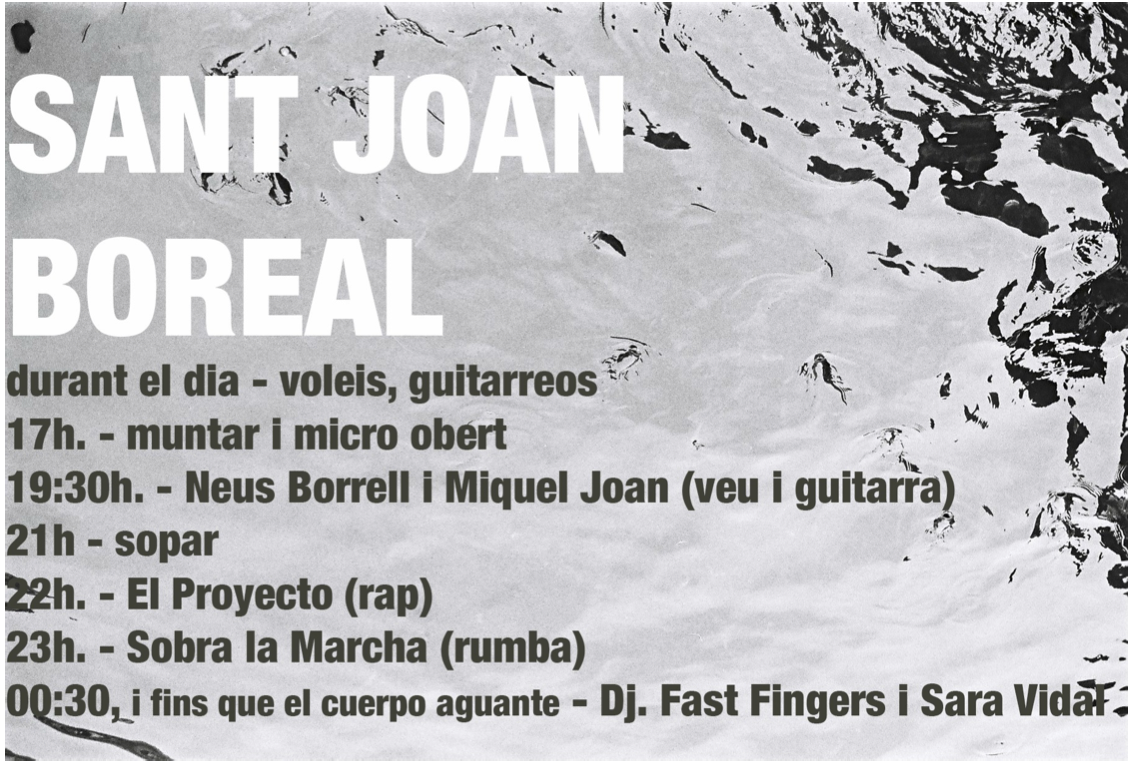 SANT JOAN
BOREAL
durant el dia - voleis, guitarreos
17h. - muntar i micro obert
19:30h. - Neus Borrell i Miquel Joan (veu i guitarra)
21h - sopar
22h. - El Proyecto (rap)
23h. - Sobra la Marcha (rumba)
00:30, i fins que el cuerpo aguante - Dj. Fast Fingers i Sara Vidal